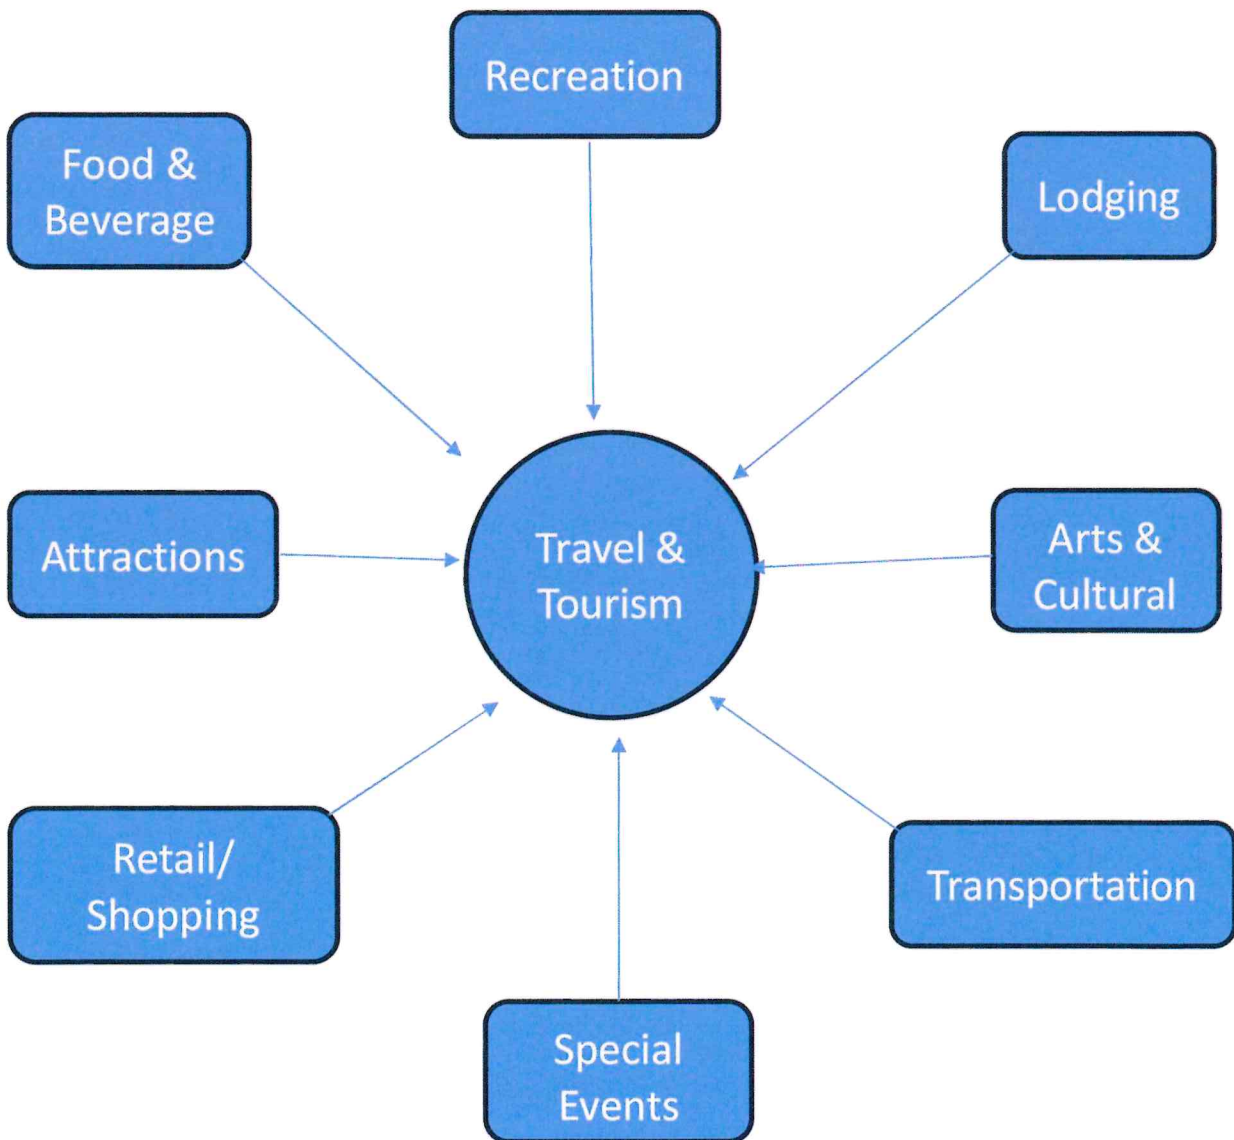 Recreation
Food &
Beverage
Lodging
Attractions
Travel &
Tourism
Arts &
Cultural
Retail/
Shopping
Transportation
Special
Events